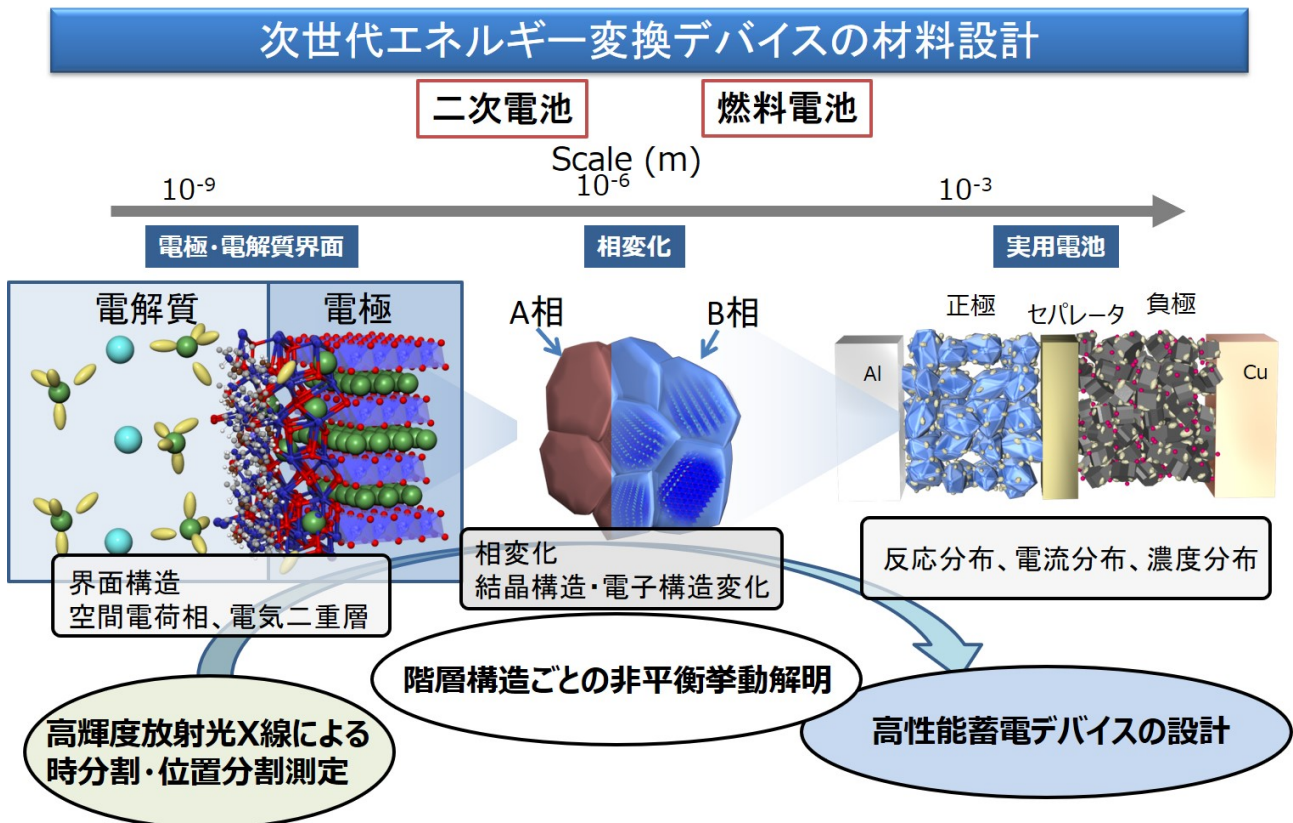 次世代エネルギー変換デバイスの材料設計
二次電池
燃料電池
Scale (m)
10-9
10-6
10-3
電極・電解質界面
相変化
実用電池
電解質
電極
A相
B相
正極
セパレータ
負極
Al
Cu
界面構造
空間電荷相、電気二重層
相変化
結晶構造・電子構造変化
反応分布、電流分布、濃度分布
階層構造ごとの非平衡挙動解明
高輝度放射光X線による
時分割・位置分割測定
高性能蓄電デバイスの設計